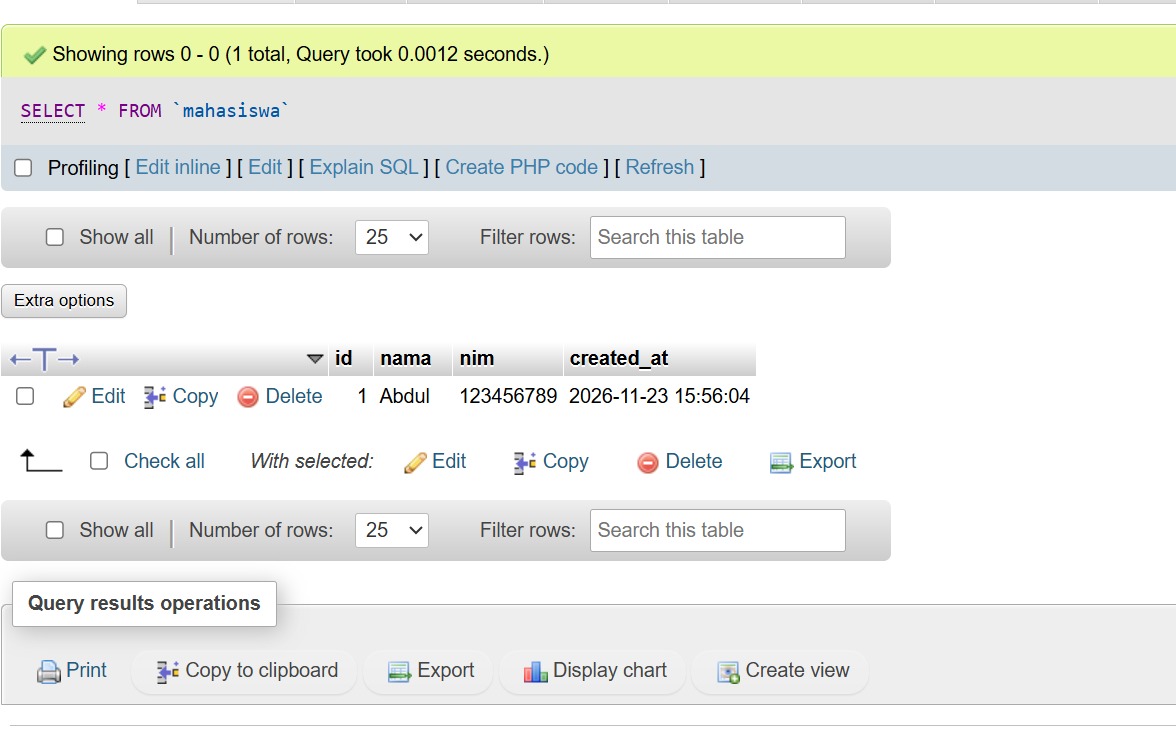 Showing rows 0 - 0 (1 total, Query took 0.0012 seconds.)
SELECT * FROM `mahasiswa`
Profiling [ Edit inline ] [ Edit ] [ Explain SQL ] [ Create PHP code ] [ Refresh ]
Show all | Number of rows: 25 Filter rows: Search this table
Extra options
id nama nim created_at
Edit Copy Delete 1 Abdul 123456789 2026-11-23 15:56:04
Check all With selected: Edit Copy Delete Export
Show all | Number of rows: 25 Filter rows: Search this table
Query results operations
Print Copy to clipboard Export Display chart Create view